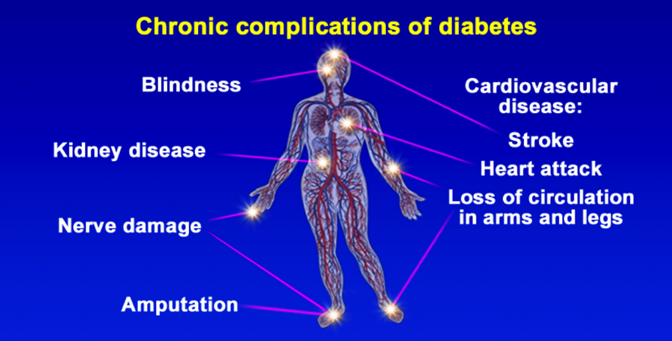 Chronic complications of diabetes
Blindness
Kidney disease
Nerve damage
Amputation
Cardiovascular
disease:
Stroke
Heart attack
Loss of circulation
in arms and legs